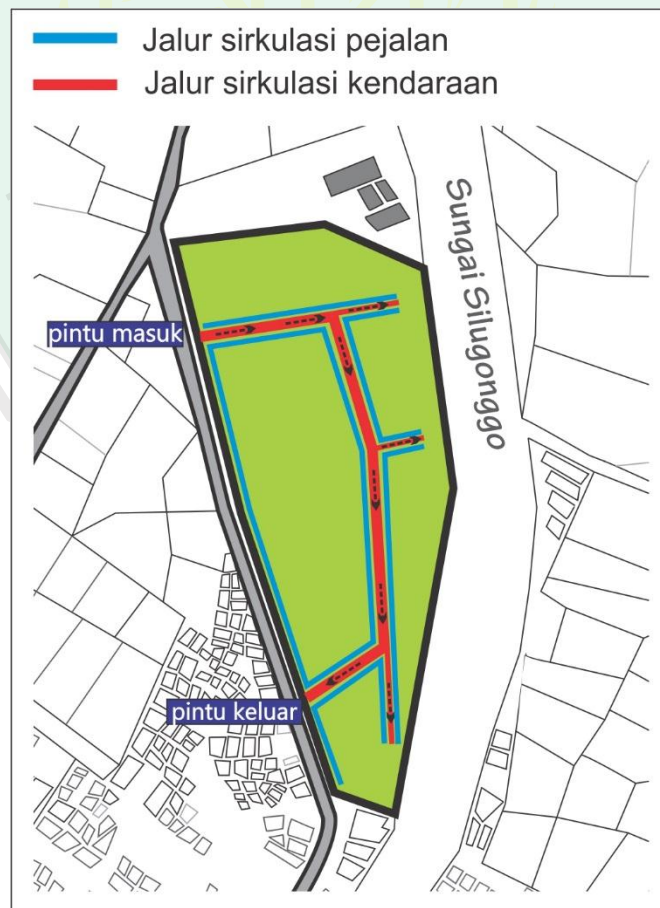 Jalur sirkulasi pejalan
Jalur sirkulasi kendaraan
Sungai Silugonggo
pintu masuk
pintu keluar